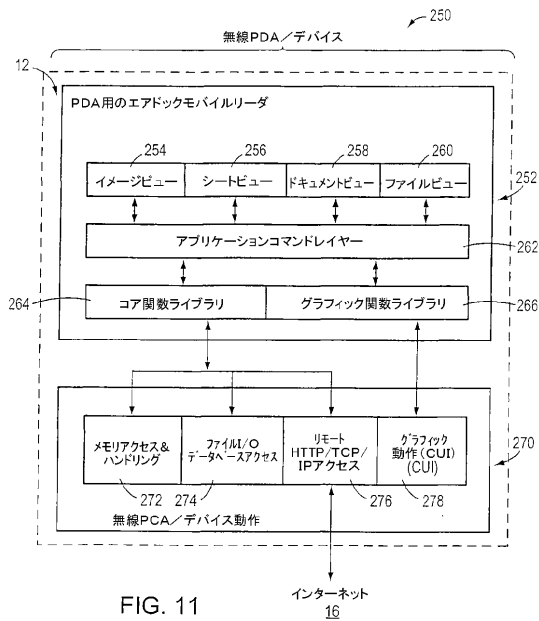 250
無線PDA/デバイス
12
PDA用のエアドックモバイルリーダ
254
256
258
260
イメージビュー
シートビュー
ドキュメントビュー
ファイルビュー
252
アプリケーションコマンドレイヤー
262
264
コア関数ライブラリ
グラフィック関数ライブラリ
266
メモリアクセス&
ハンドリング
ファイルI/O
データベースアクセス
リモート
HTTP/TCP/
IPアクセス
グラフィック
動作(CUI)
(CUI)
270
272
274
276
278
無線PCA/デバイス動作
インターネット
16
FIG. 11